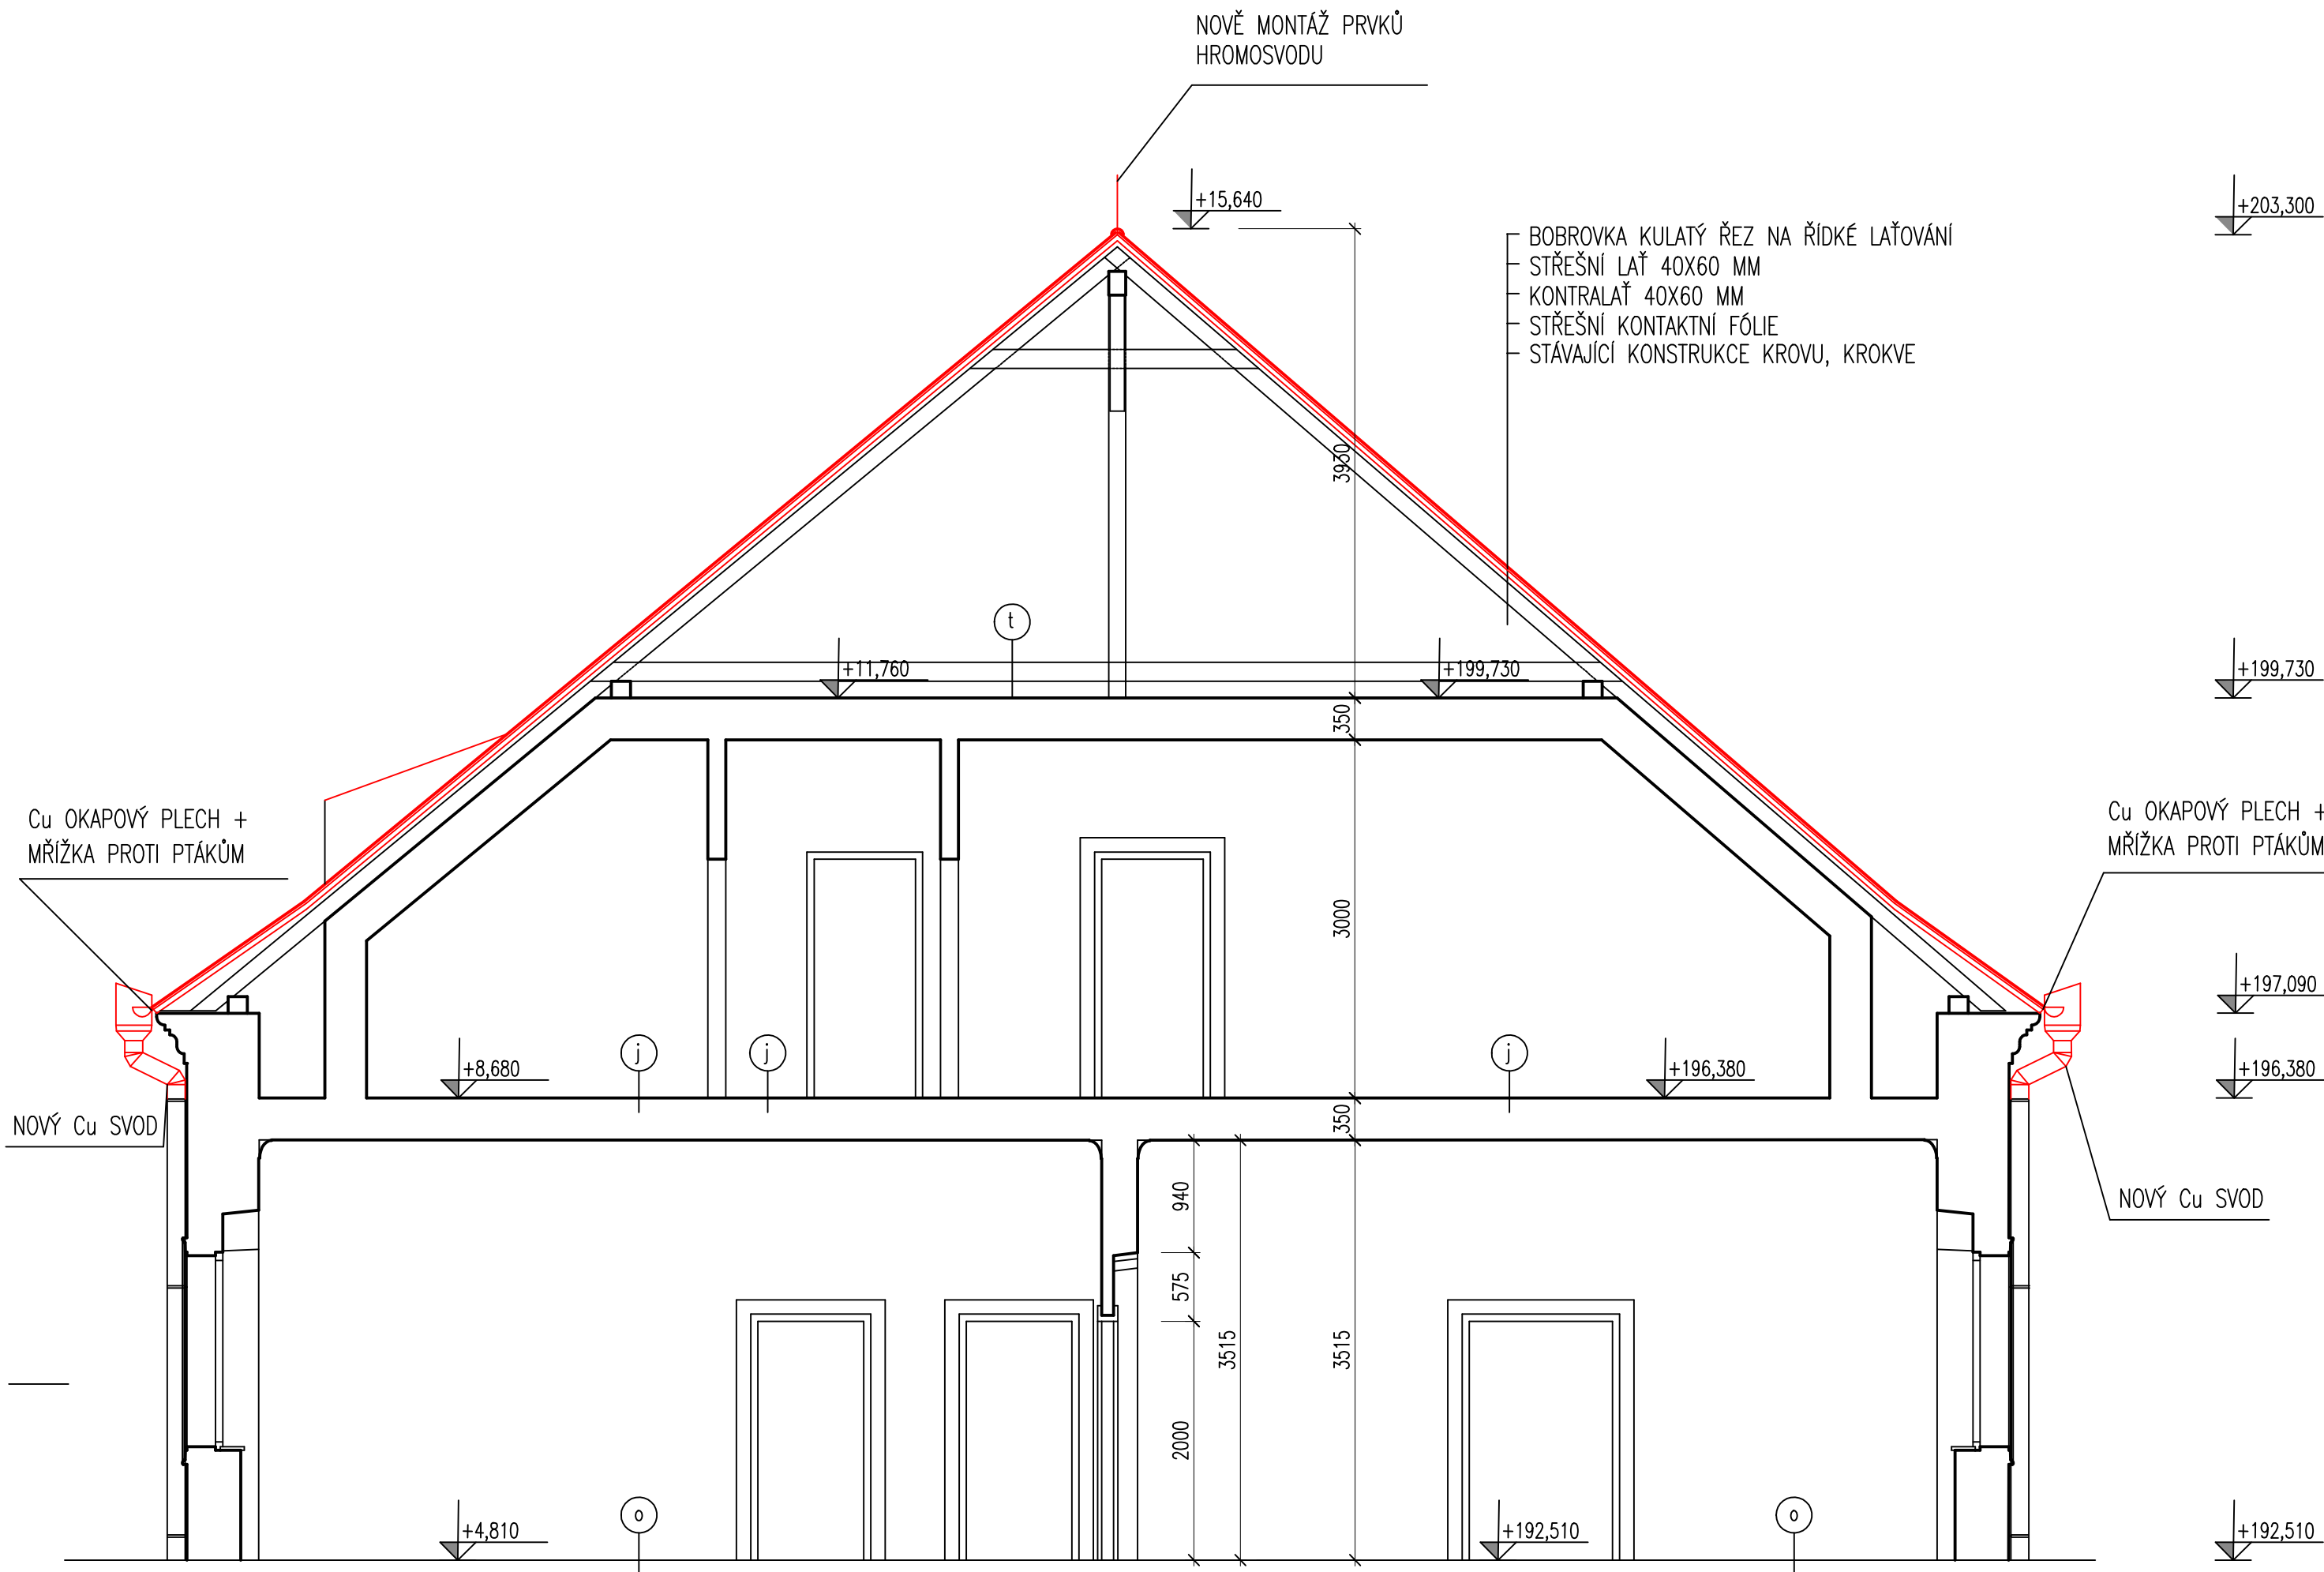 NOVĚ MONTÁŽ PRVKŮ
HROMOSVODU
+15,640
+203,300
BOBROVKA KULATÝ ŘEZ NA ŘÍDKÉ LAŤOVÁNÍ
STŘEŠNÍ LAŤ 40X60 MM
KONTRALAŤ 40X60 MM
STŘEŠNÍ KONTAKTNÍ FÓLIE
STÁVAJÍCÍ KONSTRUKCE KROVU, KROKVE
3930
t
+11,760
+199,730
+199,730
350
Cu OKAPOVÝ PLECH +
MŘÍŽKA PROTI PTÁKŮM
Cu OKAPOVÝ PLECH +
MŘÍŽKA PROTI PTÁKŮM
3000
+197,090
j
j
j
+8,680
+196,380
+196,380
NOVÝ Cu SVOD
350
940
NOVÝ Cu SVOD
575
3515
3515
2000
o
o
+4,810
+192,510
+192,510